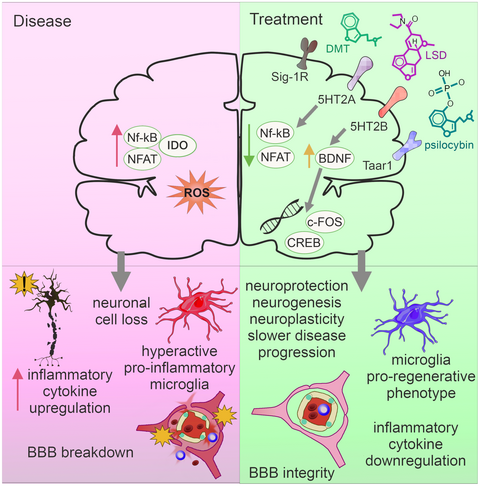 Disease
Nf-kB
IDO
NFAT
ROS
neuronal
cell loss
hyperactive
pro-inflammatory
microglia
!
inflammatory
cytokine
upregulation
BBB breakdown
Treatment
DMT
LSD
Sig-1R
OH
psilocybin
5HT2A
5HT2B
Taar1
Nf-kB
NFAT
BDNF
c-FOS
CREB
neuroprotection
neurogenesis
neuroplasticity
slower disease
progression
microglia
pro-regenerative
phenotype
BBB integrity
inflammatory
cytokine
downregulation